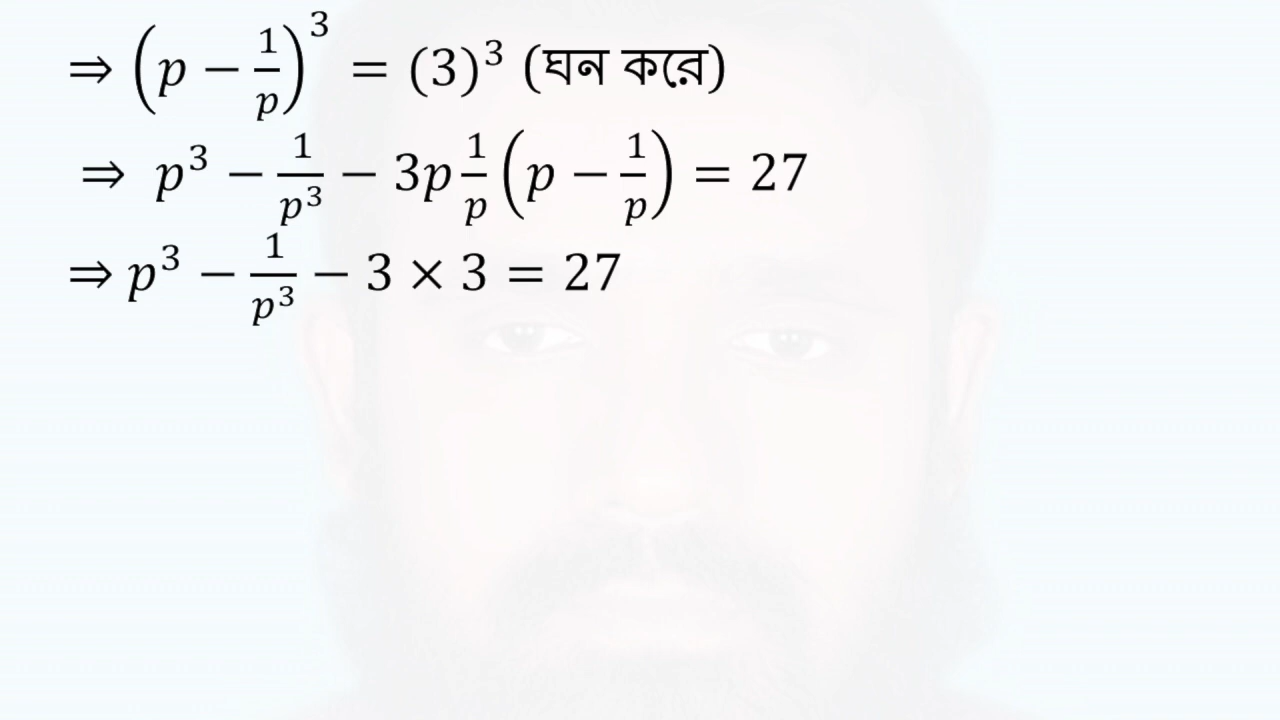 ⇒ (p − 1/p)³ = (3)³ (ঘন করে)
⇒ p³ − 1/p³ − 3p 1/p (p − 1/p) = 27
⇒ p³ − 1/p³ − 3 × 3 = 27